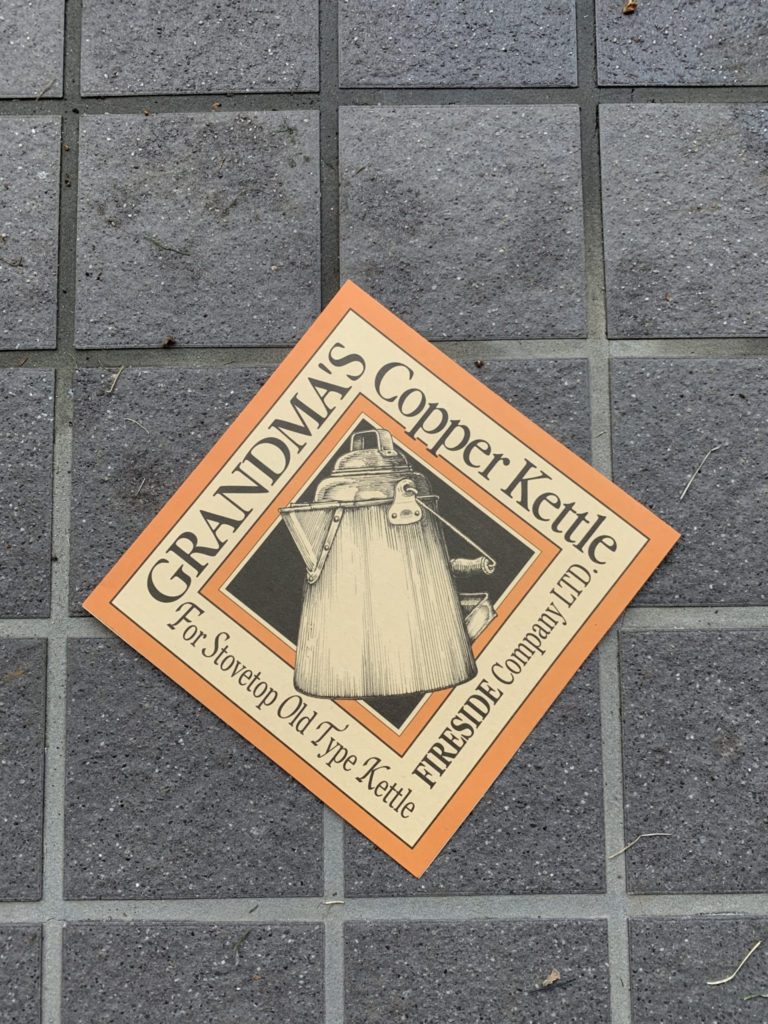 GRANDMA'S
Copper Kettle
For Stovetop Old Type Kettle
FIRESIDE Company LTD.